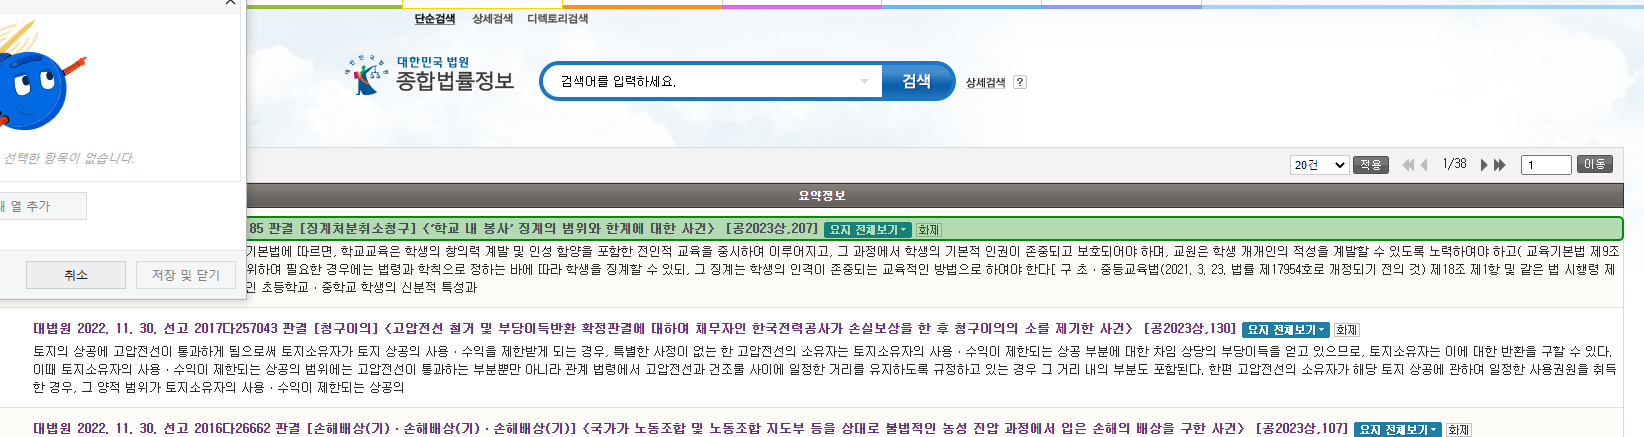 단순검색 상세검색 디렉토리검색
대한민국 법원
종합법률정보
검색어를 입력하세요.
검색
상세검색 ?
선택한 항목이 없습니다.
열 추가
취소
저장 및 닫기
20건 적용 1/38 1 이동
요약정보
85 판결 [징계처분취소청구] 〈‘학교 내 봉사’ 징계의 범위와 한계에 대한 사건〉 [공2023상,207] 요지 전체보기 화제
기본법에 따르면, 학교교육은 학생의 창의력 계발 및 인성 함양을 포함한 전인적 교육을 중시하여 이루어지고, 그 과정에서 학생의 기본적 인권이 존중되고 보호되어야 하며, 교원은 학생 개개인의 적성을 계발할 수 있도록 노력하여야 하고( 교육기본법 제9조
위하여 필요한 경우에는 법령과 학칙으로 정하는 바에 따라 학생을 징계할 수 있되, 그 징계는 학생의 인격이 존중되는 교육적인 방법으로 하여야 한다[ 구 초ㆍ중등교육법(2021. 3. 23. 법률 제17954호로 개정되기 전의 것) 제18조 제1항 및 같은 법 시행령 제
인 초등학교ㆍ중학교 학생의 신분적 특성과
대법원 2022. 11. 30. 선고 2017다257043 판결 [청구이의] 〈고압전선 철거 및 부당이득반환 확정판결에 대하여 채무자인 한국전력공사가 손실보상을 한 후 청구이의의 소를 제기한 사건〉 [공2023상,130] 요지 전체보기 화제
토지의 상공에 고압전선이 통과하게 됨으로써 토지소유자가 토지 상공의 사용ㆍ수익을 제한받게 되는 경우, 특별한 사정이 없는 한 고압전선의 소유자는 토지소유자의 사용ㆍ수익이 제한되는 상공 부분에 대한 차임 상당의 부당이득을 얻고 있으므로, 토지소유자는 이에 대한 반환을 구할 수 있다.
이때 토지소유자의 사용ㆍ수익이 제한되는 상공의 범위에는 고압전선이 통과하는 부분뿐만 아니라 관계 법령에서 고압전선과 건조물 사이에 일정한 거리를 유지하도록 규정하고 있는 경우 그 거리 내의 부분도 포함된다. 한편 고압전선의 소유자가 해당 토지 상공에 관하여 일정한 사용권원을 취득
한 경우, 그 양적 범위가 토지소유자의 사용ㆍ수익이 제한되는 상공의
대법원 2022. 11. 30. 선고 2016다26662 판결 [손해배상(기)ㆍ손해배상(기)ㆍ손해배상(기)] 〈국가가 노동조합 및 노동조합 지도부 등을 상대로 불법적인 농성 진압 과정에서 입은 손해의 배상을 구한 사건〉 [공2023상,107] 요지 전체보기 화제